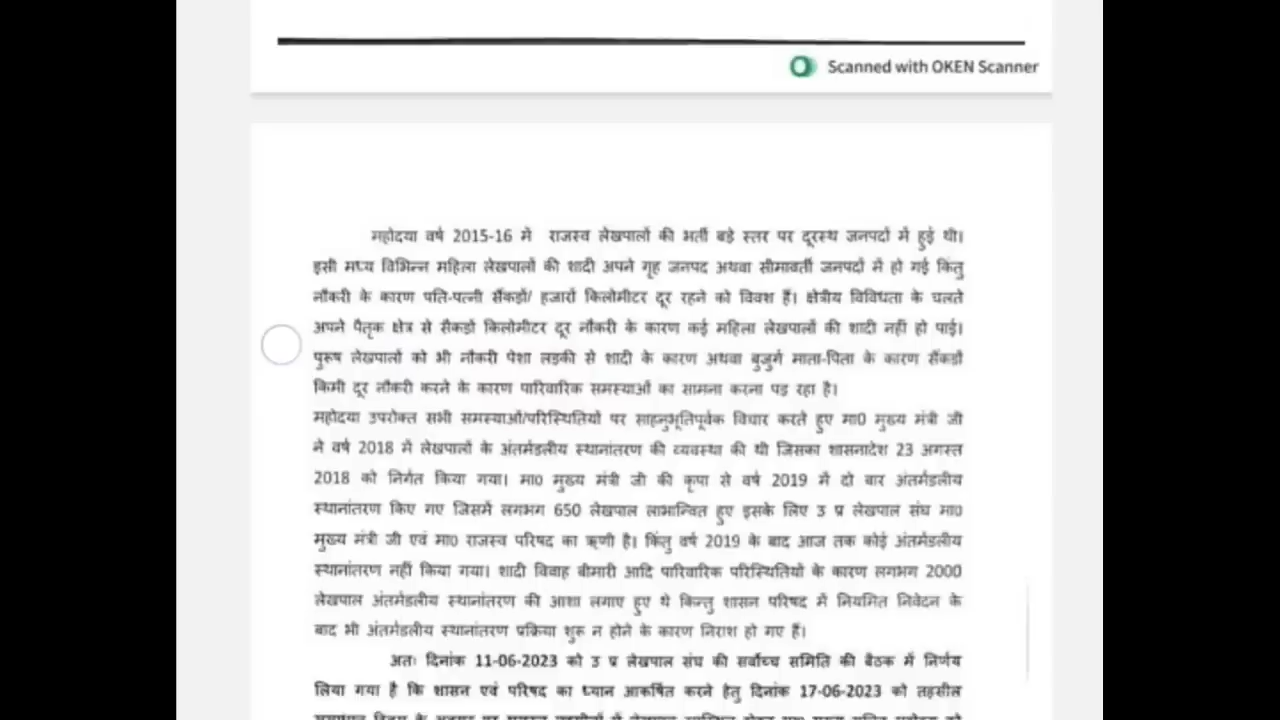 Scanned with OKEN Scanner
महोदया वर्ष 2015-16 में राजस्व लेखपालों की भर्ती बड़े स्तर पर दूरस्थ जनपदों में हुई थी।
इसी मध्य विभिन्न महिला लेखपालों की शादी अपने गृह जनपद अथवा सीमावर्ती जनपदों में हो गई किंतु
नौकरी के कारण पति-पत्नी सैंकड़ों/ हजारों किलोमीटर दूर रहने को विवश हैं। क्षेत्रीय विविधता के चलते
अपने पैतृक क्षेत्र से सैकड़ो किलोमीटर दूर नौकरी के कारण कई महिला लेखपालों की शादी नहीं हो पाई।
पुरूष लेखपालों को भी नौकरी पेशा लड़की से शादी के कारण अथवा बुजुर्ग माता-पिता के कारण सैंकड़ों
किमी दूर नौकरी करने के कारण पारिवारिक समस्याओं का सामना करना पड़ रहा है।
महोदया उपरोक्त सभी समस्याओं/परिस्थितियों पर साहनुभूतिपूर्वक विचार करते हुए मा0 मुख्य मंत्री जी
ने वर्ष 2018 में लेखपालों के अंतर्मंडलीय स्थानांतरण की व्यवस्था की थी जिसका शासनादेश 23 अगस्त
2018 को निर्गत किया गया। मा0 मुख्य मंत्री जी की कृपा से वर्ष 2019 में दो बार अंतर्मंडलीय
स्थानांतरण किए गए जिसमें लगभग 650 लेखपाल लाभान्वित हुए इसके लिए उ प्र लेखपाल संघ मा0
मुख्य मंत्री जी एवं मा0 राजस्व परिषद का ऋणी है। किंतु वर्ष 2019 के बाद आज तक कोई अंतर्मंडलीय
स्थानांतरण नहीं किया गया। शादी विवाह बीमारी आदि पारिवारिक परिस्थितियों के कारण लगभग 2000
लेखपाल अंतर्मंडलीय स्थानांतरण की आशा लगाए हुए थे किन्तु शासन परिषद में नियमित निवेदन के
बाद भी अंतर्मंडलीय स्थानांतरण प्रक्रिया शुरू न होने के कारण निराश हो गए हैं।
अतः दिनांक 11-06-2023 को उ प्र लेखपाल संघ की सर्वोच्च समिति की बैठक में निर्णय
लिया गया है कि शासन एवं परिषद का ध्यान आकर्षित करने हेतु दिनांक 17-06-2023 को तहसील